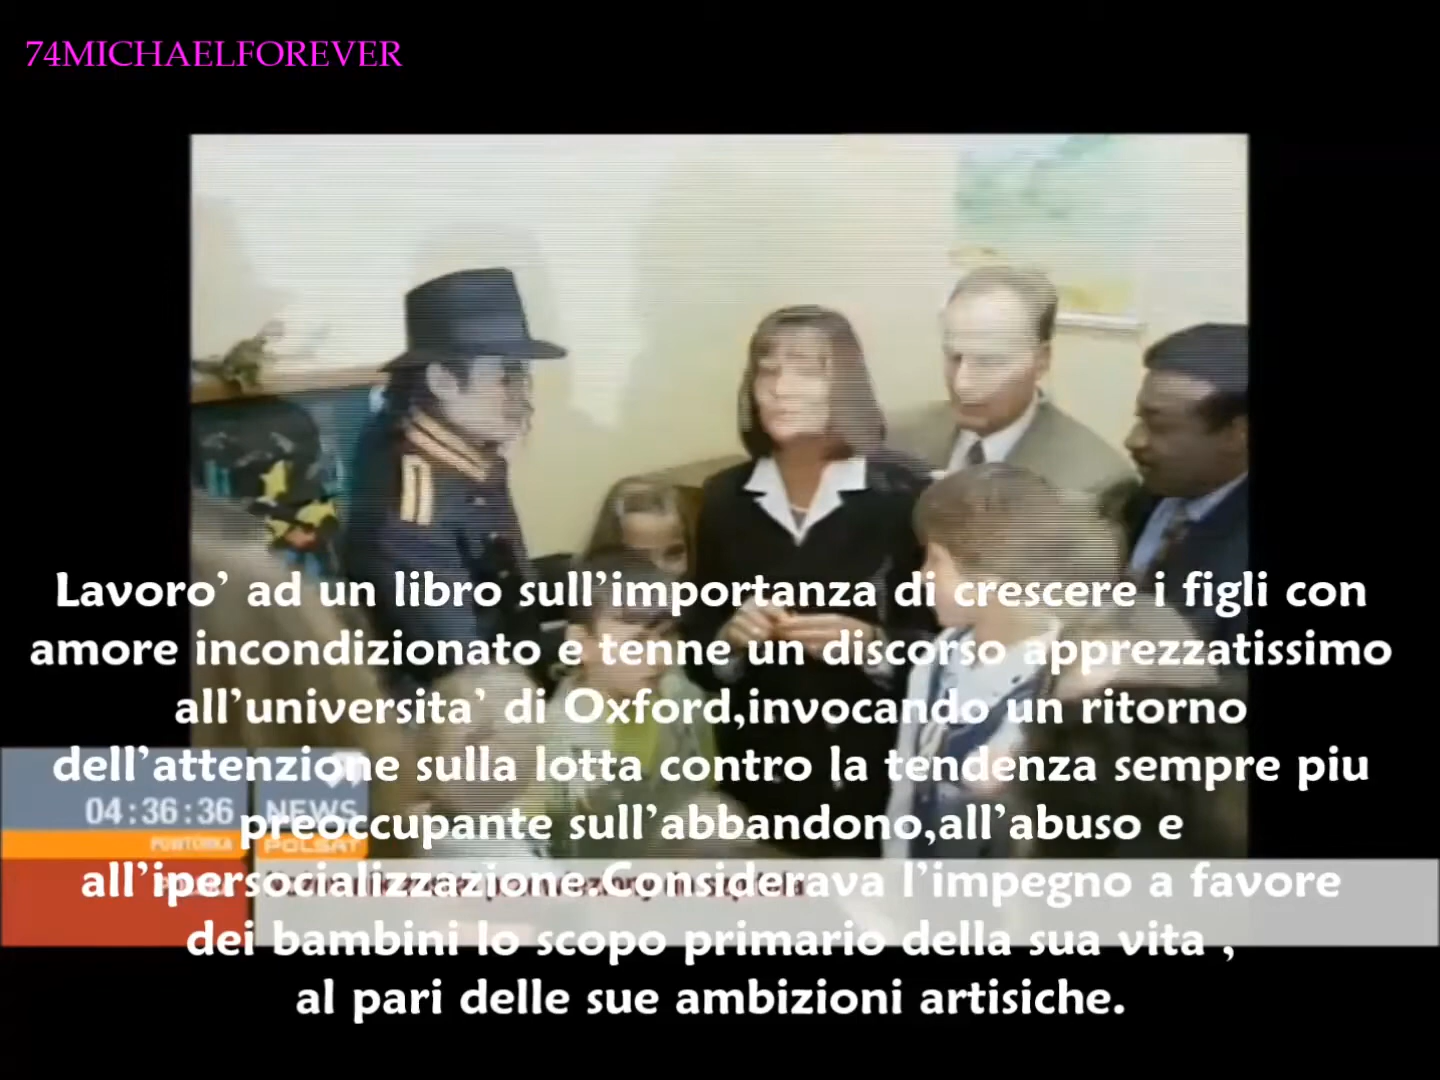 74MICHAELFOREVER
Lavoro’ ad un libro sull’importanza di crescere i figli con
amore incondizionato e tenne un discorso apprezzatissimo
all’universita’ di Oxford,invocando un ritorno
dell’attenzione sulla lotta contro la tendenza sempre piu
preoccupante sull’abbandono,all’abuso e
all’ipersocializzazione.Considerava l’impegno a favore
dei bambini lo scopo primario della sua vita ,
al pari delle sue ambizioni artisiche.
04:36:36
NEWS
POWTÓRKA
POLSAT